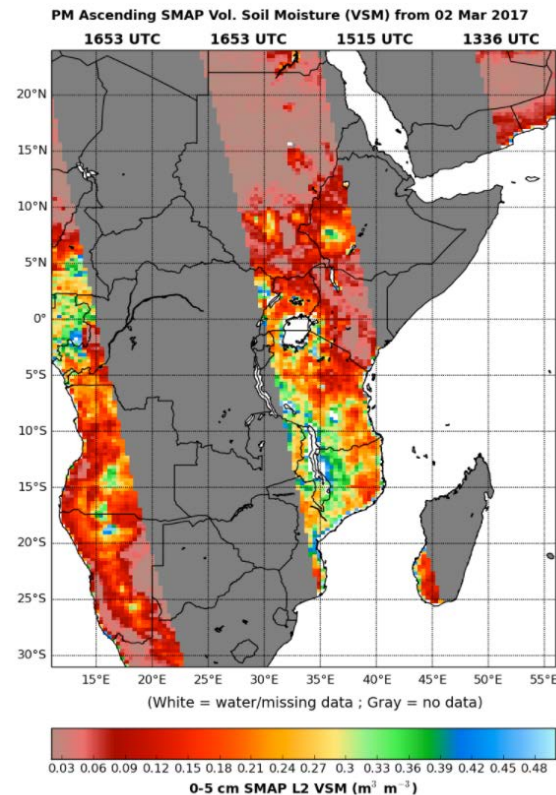 PM Ascending SMAP Vol. Soil Moisture (VSM) from 02 Mar 2017
1653 UTC 1653 UTC 1515 UTC 1336 UTC
20°N
15°N
10°N
5°N
0°
5°S
10°S
15°S
20°S
25°S
30°S
15°E 20°E 25°E 30°E 35°E 40°E 45°E 50°E 55°E
(White = water/missing data ; Gray = no data)
0.03 0.06 0.09 0.12 0.15 0.18 0.21 0.24 0.27 0.3 0.33 0.36 0.39 0.42 0.45 0.48
0-5 cm SMAP L2 VSM (m³ m⁻³)